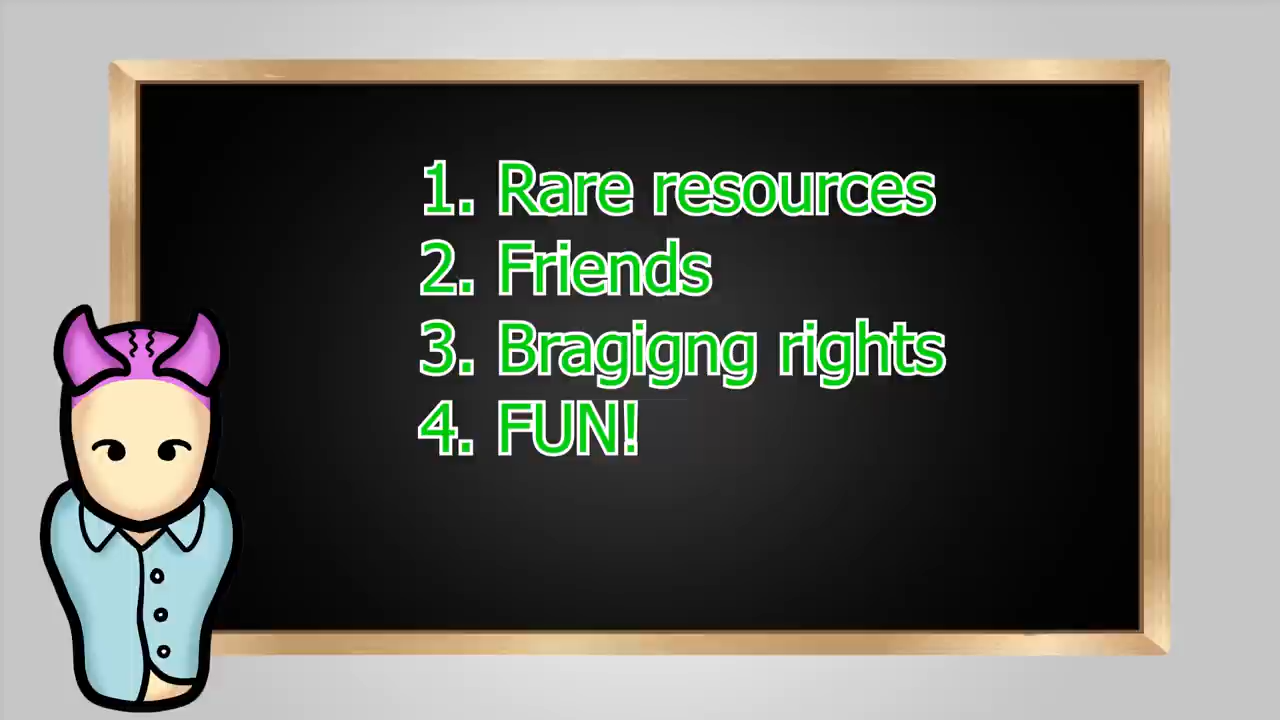 1. Rare resources
2. Friends
3. Bragigng rights
4. FUN!